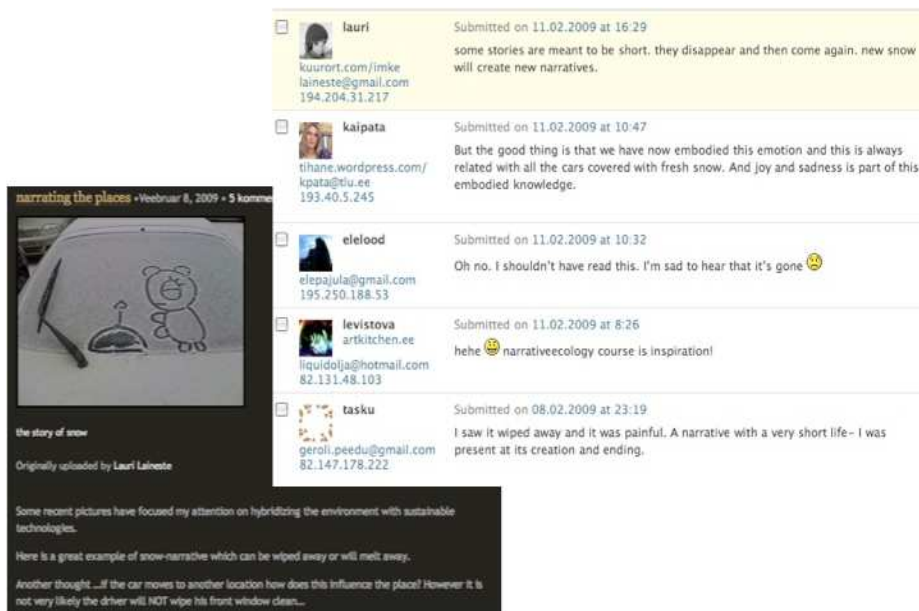 lauri
Submitted on 11.02.2009 at 16:29
some stories are meant to be short. they disappear and then come again. new snow
will create new narratives.
kuurort.com/imke
laineste@gmail.com
194.204.31.217
kaipata
Submitted on 11.02.2009 at 10:47
But the good thing is that we have now embodied this emotion and this is always
related with all the cars covered with fresh snow. And joy and sadness is part of this
embodied knowledge.
tihane.wordpress.com/
kpata@tlu.ee
193.40.5.245
elelood
Submitted on 11.02.2009 at 10:32
Oh no. I shouldn't have read this. I'm sad to hear that it's gone
elepajula@gmail.com
195.250.188.53
levistova
artkitchen.ee
Submitted on 11.02.2009 at 8:26
hehe narrativeecology course is inspiration!
liquidolja@hotmail.com
82.131.48.103
tasku
Submitted on 08.02.2009 at 23:19
I saw it wiped away and it was painful. A narrative with a very short life- I was
present at its creation and ending.
geroli.peedu@gmail.com
82.147.178.222
narrating the places •Veebruar 8, 2009 • 5 komme
the story of snow
Originally uploaded by Lauri Laineste
Some recent pictures have focused my attention on hybridizing the environment with sustainable
technologies.
Here is a great example of snow-narrative which can be wiped away or will melt away.
Another thought ...if the car moves to another location how does this influence the place? However it is
not very likely the driver will NOT wipe his front window clean...